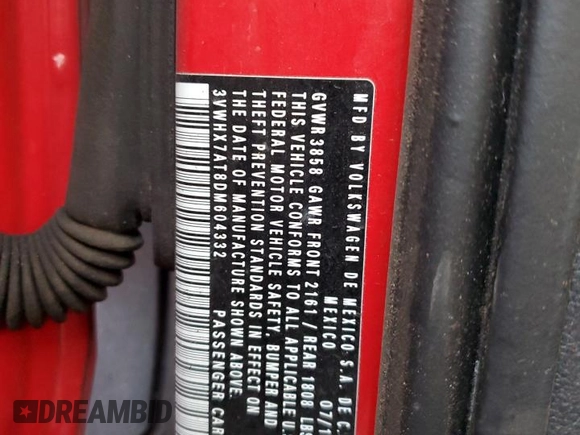 MFD BY VOLKSWAGEN DE MEXICO S.A. DE C.
MEXICO 07/1
GVWR 3858 GAWR FRONT 2161 / REAR 1808 LBS
THIS VEHICLE CONFORMS TO ALL APPLICABLE U.
FEDERAL MOTOR VEHICLE SAFETY, BUMPER AND
THEFT PREVENTION STANDARDS IN EFFECT ON
THE DATE OF MANUFACTURE SHOWN ABOVE.
3VWHX7AT8DM604332 PASSENGER CAR
DREAMBID